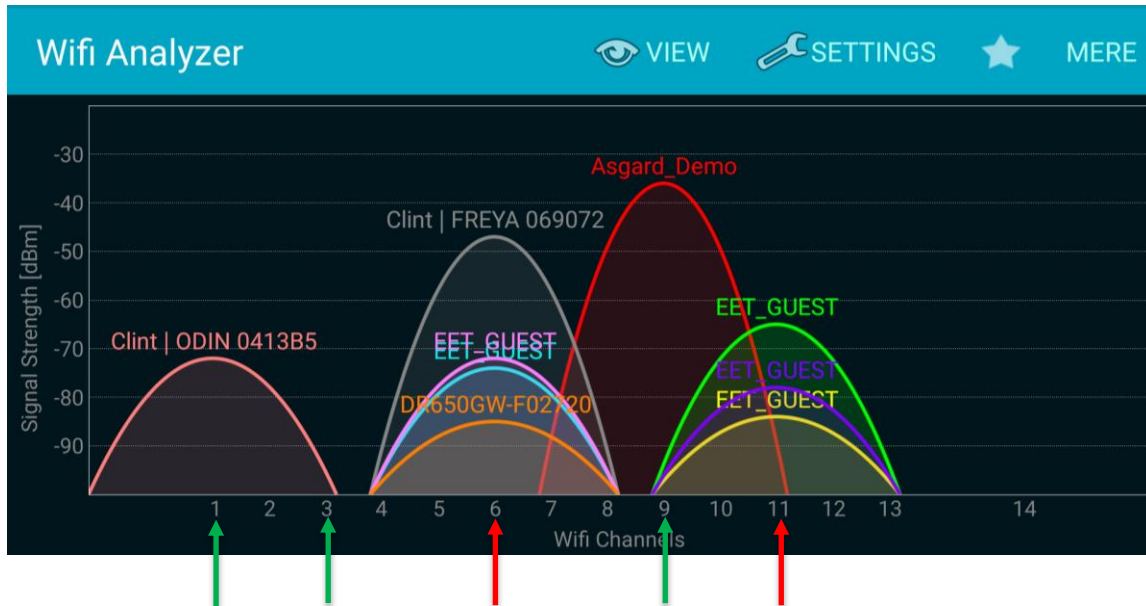 Wifi Analyzer VIEW SETTINGS MERE
Signal Strength [dBm]
-30
-40
-50
-60
-70
-80
-90
Asgard_Demo
Clint | FREYA 069072
EET_GUEST
Clint | ODIN 0413B5
EET_GUEST
EET_GUEST
EET_GUEST
DR650GW-F02720
EET_GUEST
1 2 3 4 5 6 7 8 9 10 11 12 13 14
Wifi Channels